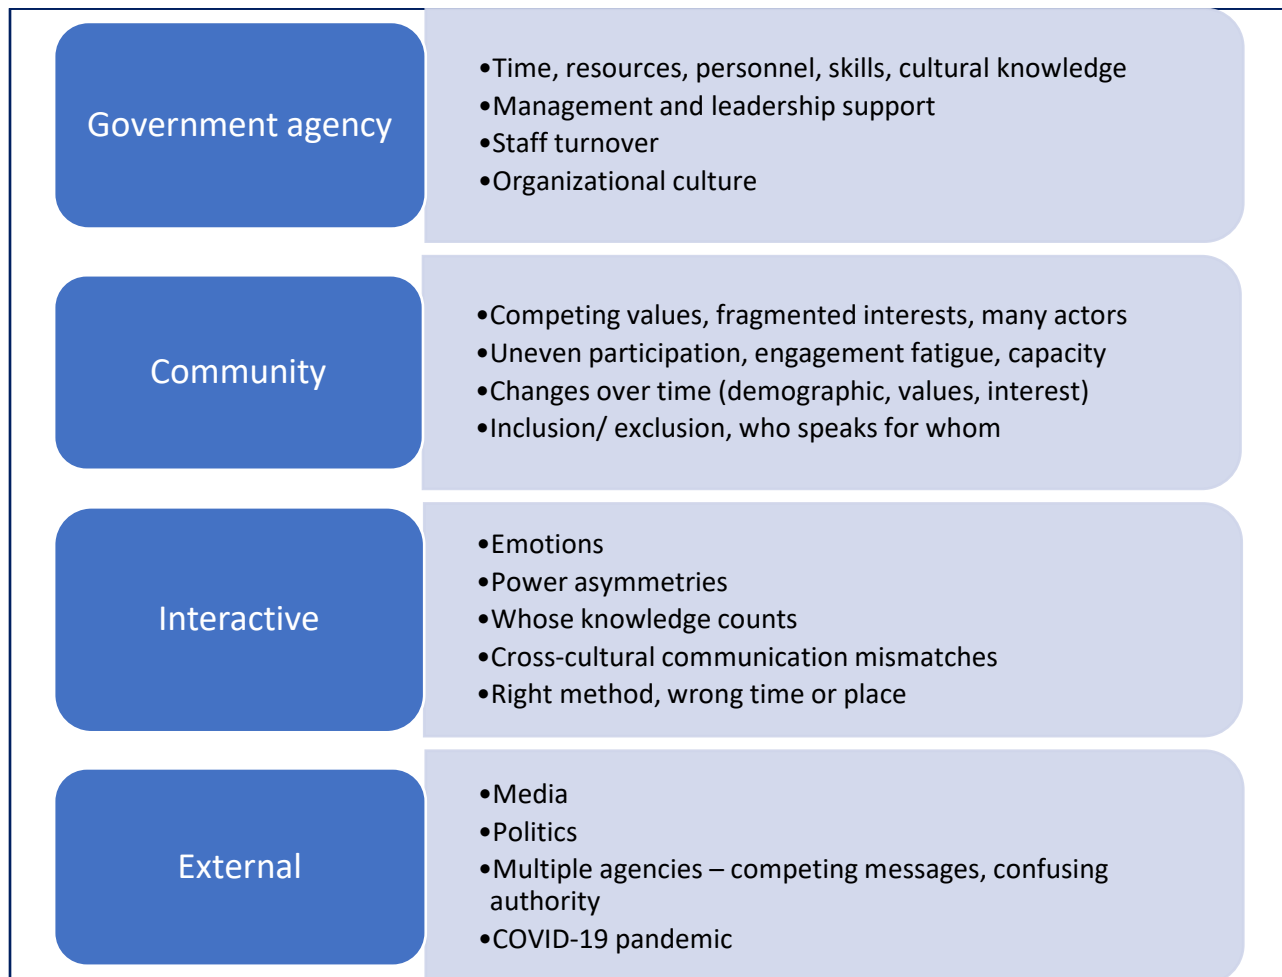 Government agency
•Time, resources, personnel, skills, cultural knowledge
•Management and leadership support
•Staff turnover
•Organizational culture
Community
•Competing values, fragmented interests, many actors
•Uneven participation, engagement fatigue, capacity
•Changes over time (demographic, values, interest)
•Inclusion/ exclusion, who speaks for whom
Interactive
•Emotions
•Power asymmetries
•Whose knowledge counts
•Cross-cultural communication mismatches
•Right method, wrong time or place
External
•Media
•Politics
•Multiple agencies – competing messages, confusing
authority
•COVID-19 pandemic